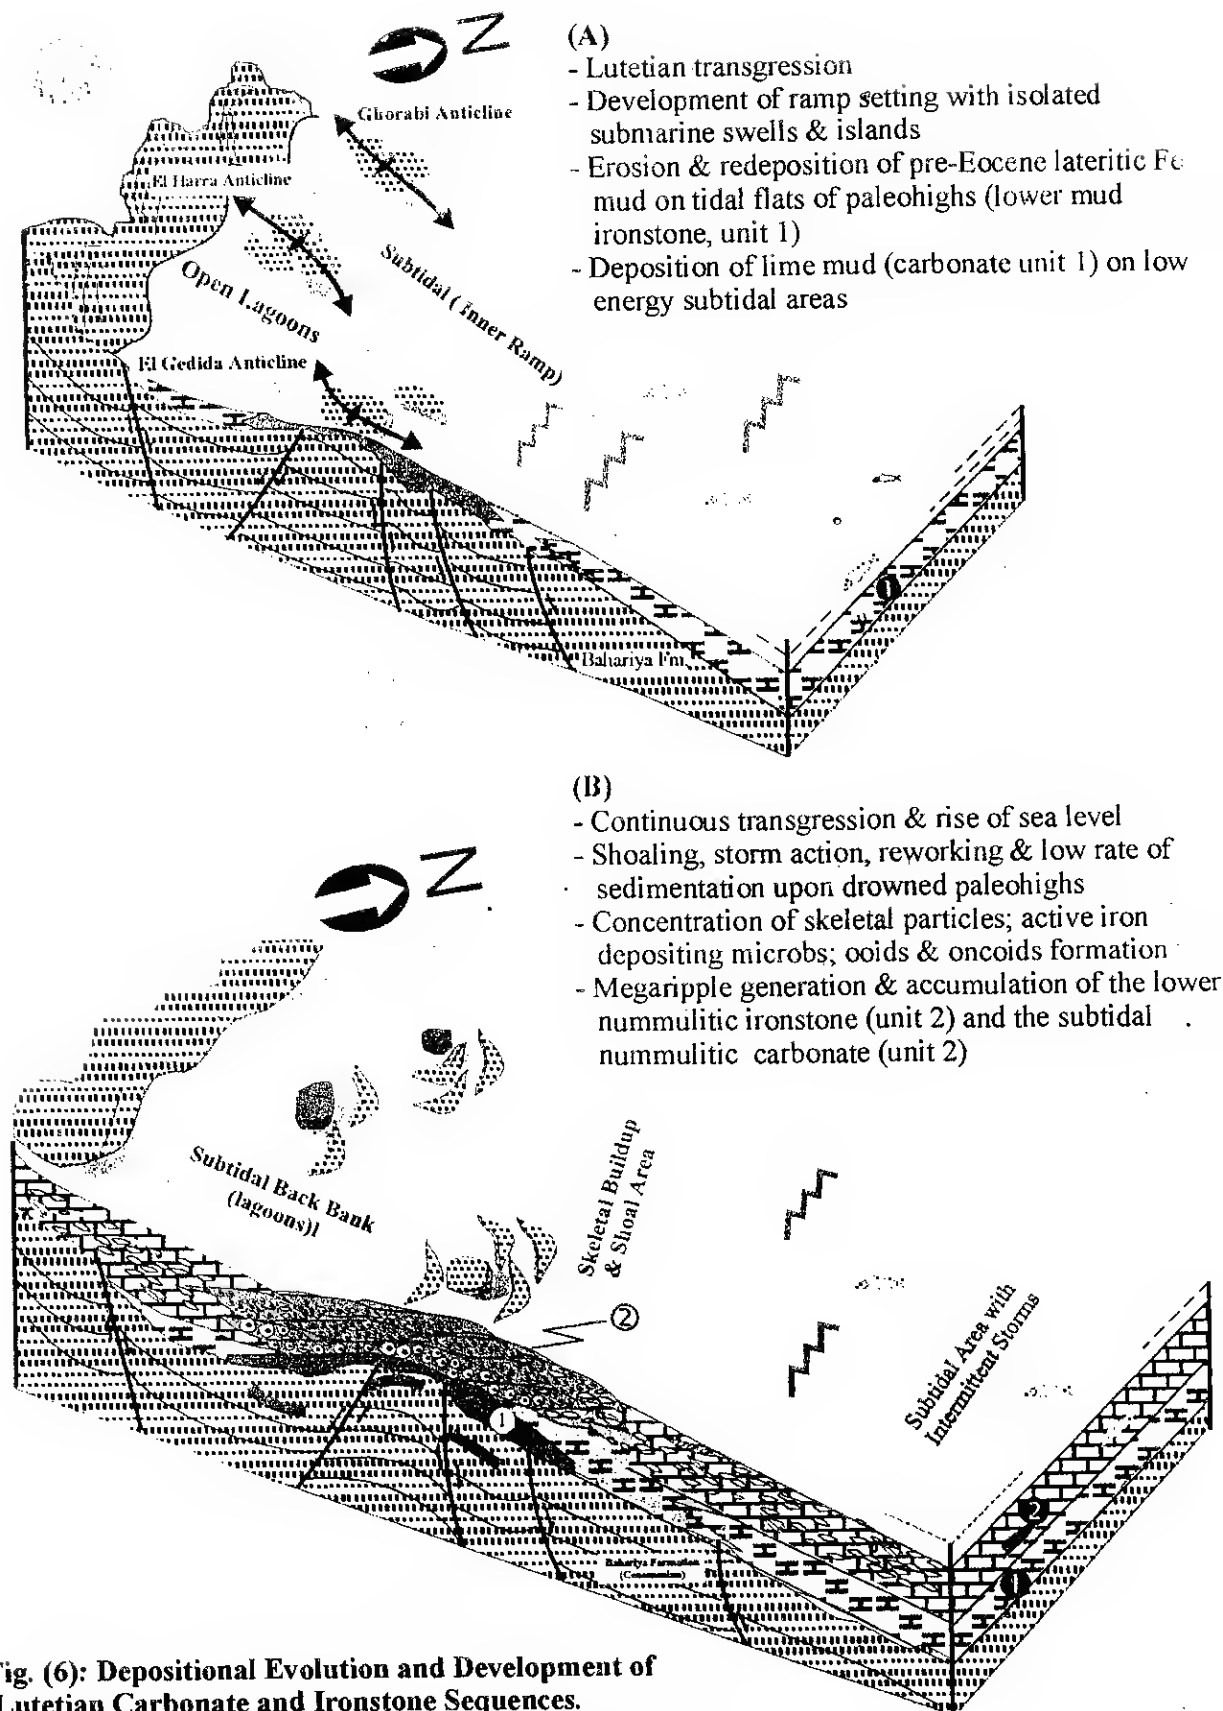 N
(A)
- Lutetian transgression
- Development of ramp setting with isolated
submarine swells & islands
- Erosion & redeposition of pre-Eocene lateritic Fe
mud on tidal flats of paleohighs (lower mud
ironstone, unit 1)
- Deposition of lime mud (carbonate unit 1) on low
energy subtidal areas
Ghorabi Anticline
El Harra Anticline
Subtidal (Inner Ramp)
Open Lagoons
El Gedida Anticline
1
Bahariya Fm.
(B)
- Continuous transgression & rise of sea level
- Shoaling, storm action, reworking & low rate of
sedimentation upon drowned paleohighs
- Concentration of skeletal particles; active iron
depositing microbs; ooids & oncoids formation
- Megaripple generation & accumulation of the lower
nummulitic ironstone (unit 2) and the subtidal
nummulitic carbonate (unit 2)
N
Subtidal Back Bank
(lagoons)l
Skeletal Buildup
& Shoal Area
2
Subtidal Area with
Intermittent Storms
1
2
1
Bahariya Formation
(Cenomanian)
ig. (6): Depositional Evolution and Development of
Lutetian Carbonate and Ironstone Sequences.